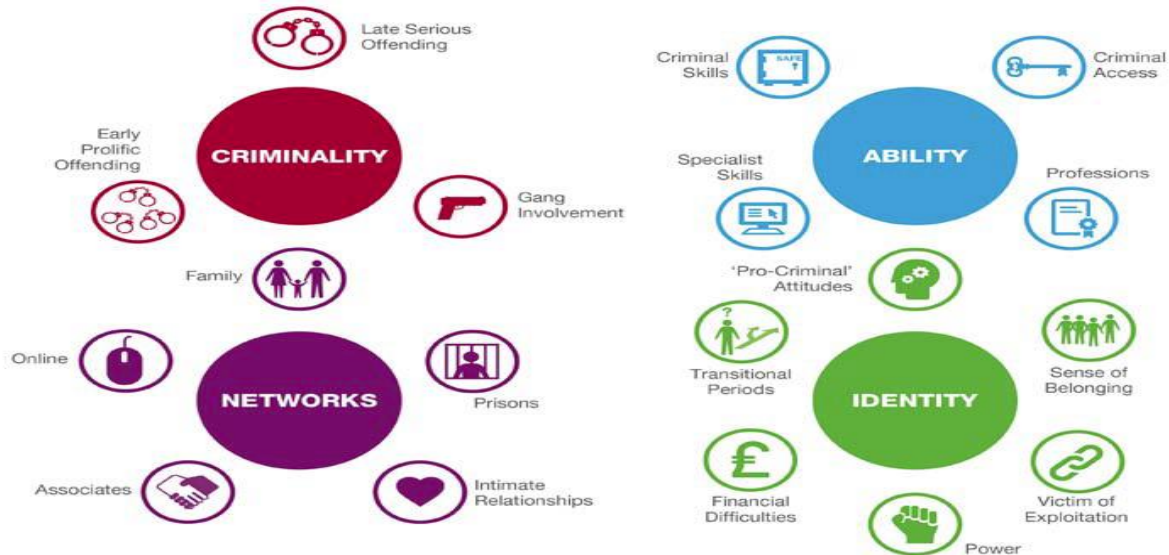 Late Serious
Offending
CRIMINALITY
Early
Prolific
Offending
Gang
Involvement
Criminal
Skills
SAFE
Criminal
Access
ABILITY
Specialist
Skills
Professions
Family
Online
NETWORKS
Prisons
Associates
Intimate
Relationships
'Pro-Criminal'
Attitudes
?
Transitional
Periods
IDENTITY
Sense of
Belonging
£
Financial
Difficulties
Victim of
Exploitation
Power